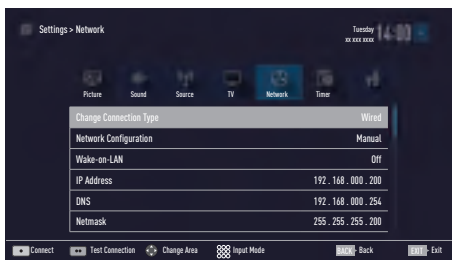 Settings > Network
Tuesday
xx xxx xxxx
14:00
Picture Sound Source TV Network Timer
Change Connection Type Wired
Network Configuration Manual
Wake-on-LAN Off
IP Address 192 . 168 . 000 . 200
DNS 192 . 168 . 000 . 254
Netmask 255 . 255 . 255 . 200
Connect Test Connection Change Area Input Mode BACK Back EXIT Exit